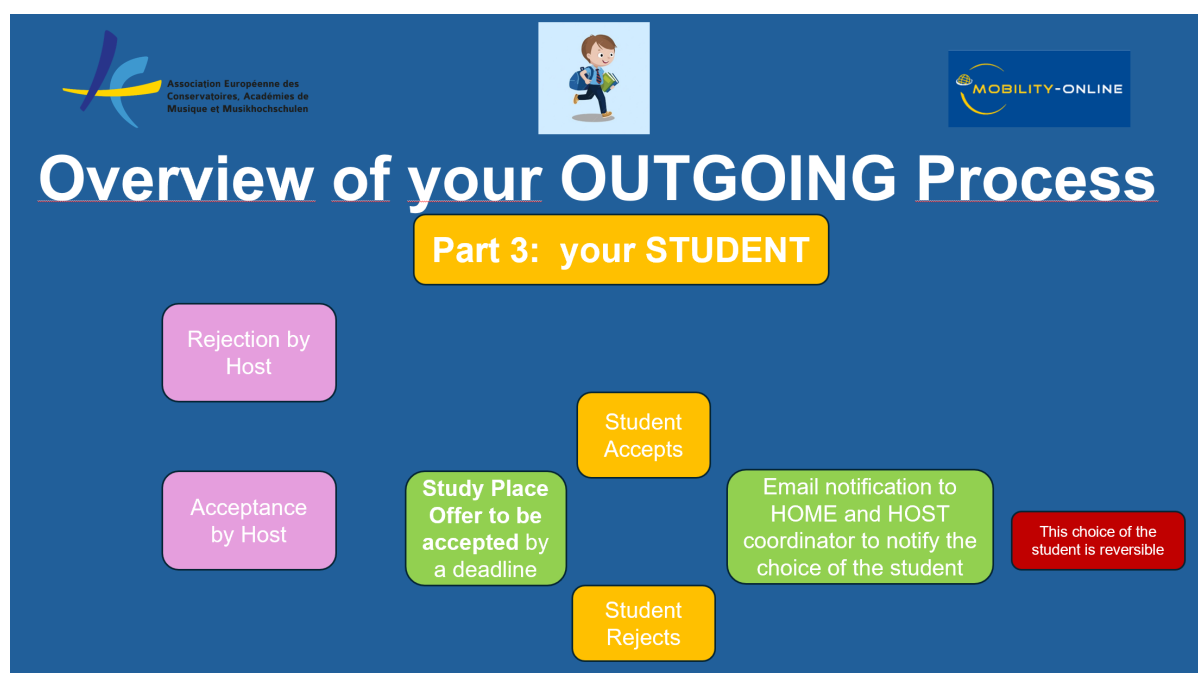 Association Européenne des
Conservatoires, Académies de
Musique et Musikhochschulen
MOBILITY-ONLINE
Overview of your OUTGOING Process
Part 3: your STUDENT
Rejection by
Host
Student
Accepts
Acceptance
by Host
Study Place
Offer to be
accepted by
a deadline
Email notification to
HOME and HOST
coordinator to notify the
choice of the student
This choice of the
student is reversible
Student
Rejects